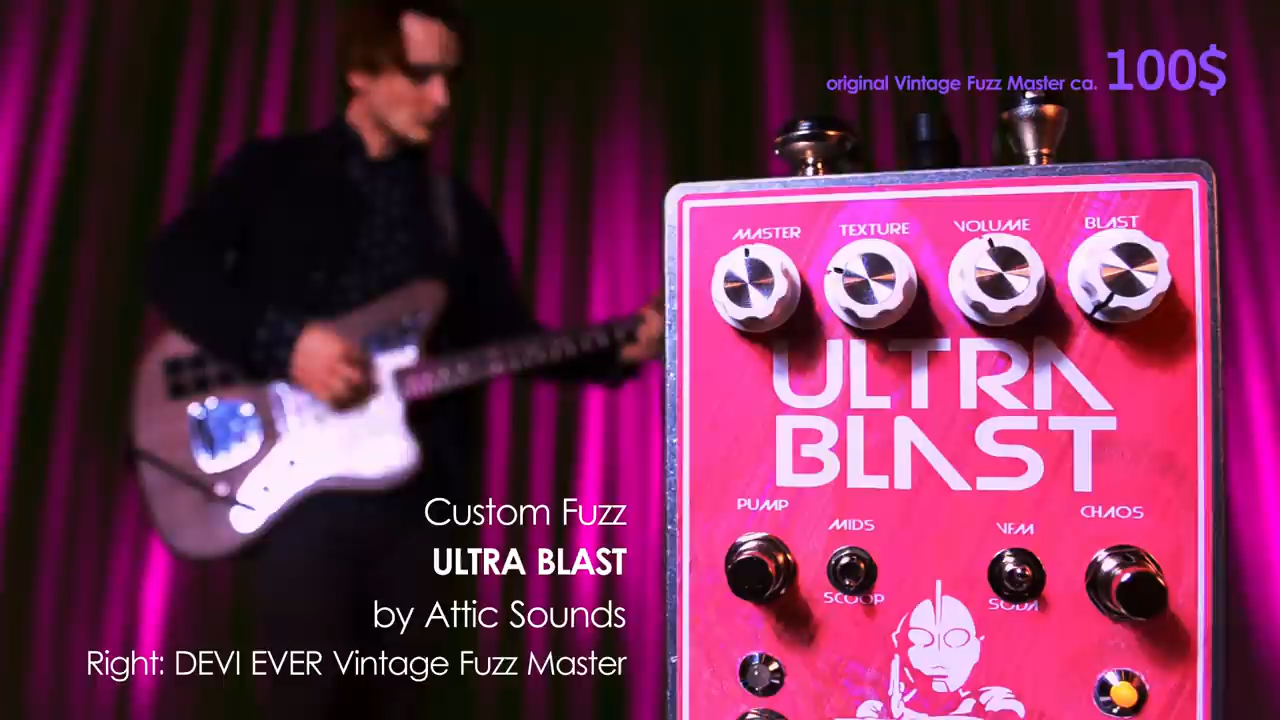 original Vintage Fuzz Master ca. 100$
MASTER TEXTURE VOLUME BLAST
ULTRA
BLAST
PUMP MIDS VFM CHAOS
SCOOP SODA
Custom Fuzz
ULTRA BLAST
by Attic Sounds
Right: DEVI EVER Vintage Fuzz Master